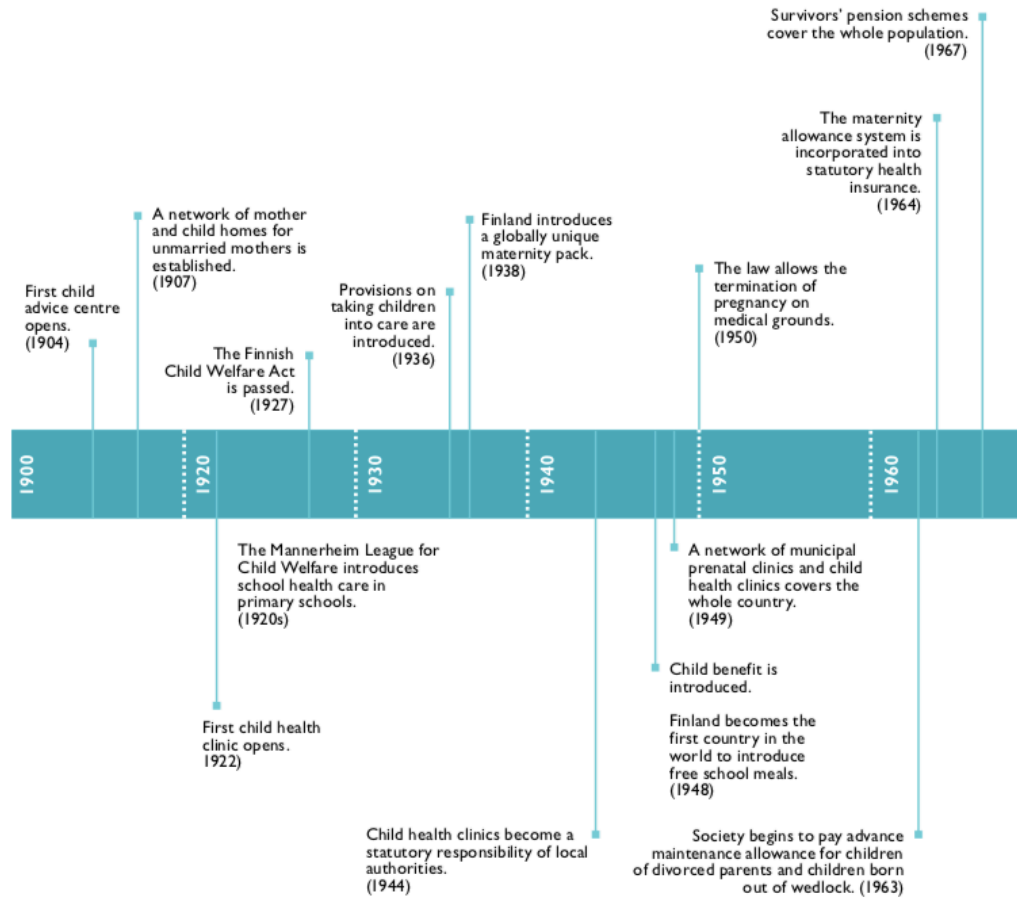 Survivors' pension schemes
cover the whole population.
(1967)
The maternity
allowance system is
incorporated into
statutory health
insurance.
(1964)
A network of mother
and child homes for
unmarried mothers is
established.
(1907)
Finland introduces
a globally unique
maternity pack.
(1938)
The law allows the
termination of
pregnancy on
medical grounds.
(1950)
First child
advice centre
opens.
(1904)
Provisions on
taking children
into care are
introduced.
(1936)
The Finnish
Child Welfare Act
is passed.
(1927)
1900
1920
1930
1940
1950
1960
The Mannerheim League for
Child Welfare introduces
school health care in
primary schools.
(1920s)
A network of municipal
prenatal clinics and child
health clinics covers the
whole country.
(1949)
First child health
clinic opens.
1922)
Child benefit is
introduced.
Finland becomes the
first country in the
world to introduce
free school meals.
(1948)
Child health clinics become a
statutory responsibility of local
authorities.
(1944)
Society begins to pay advance
maintenance allowance for children
of divorced parents and children born
out of wedlock. (1963)